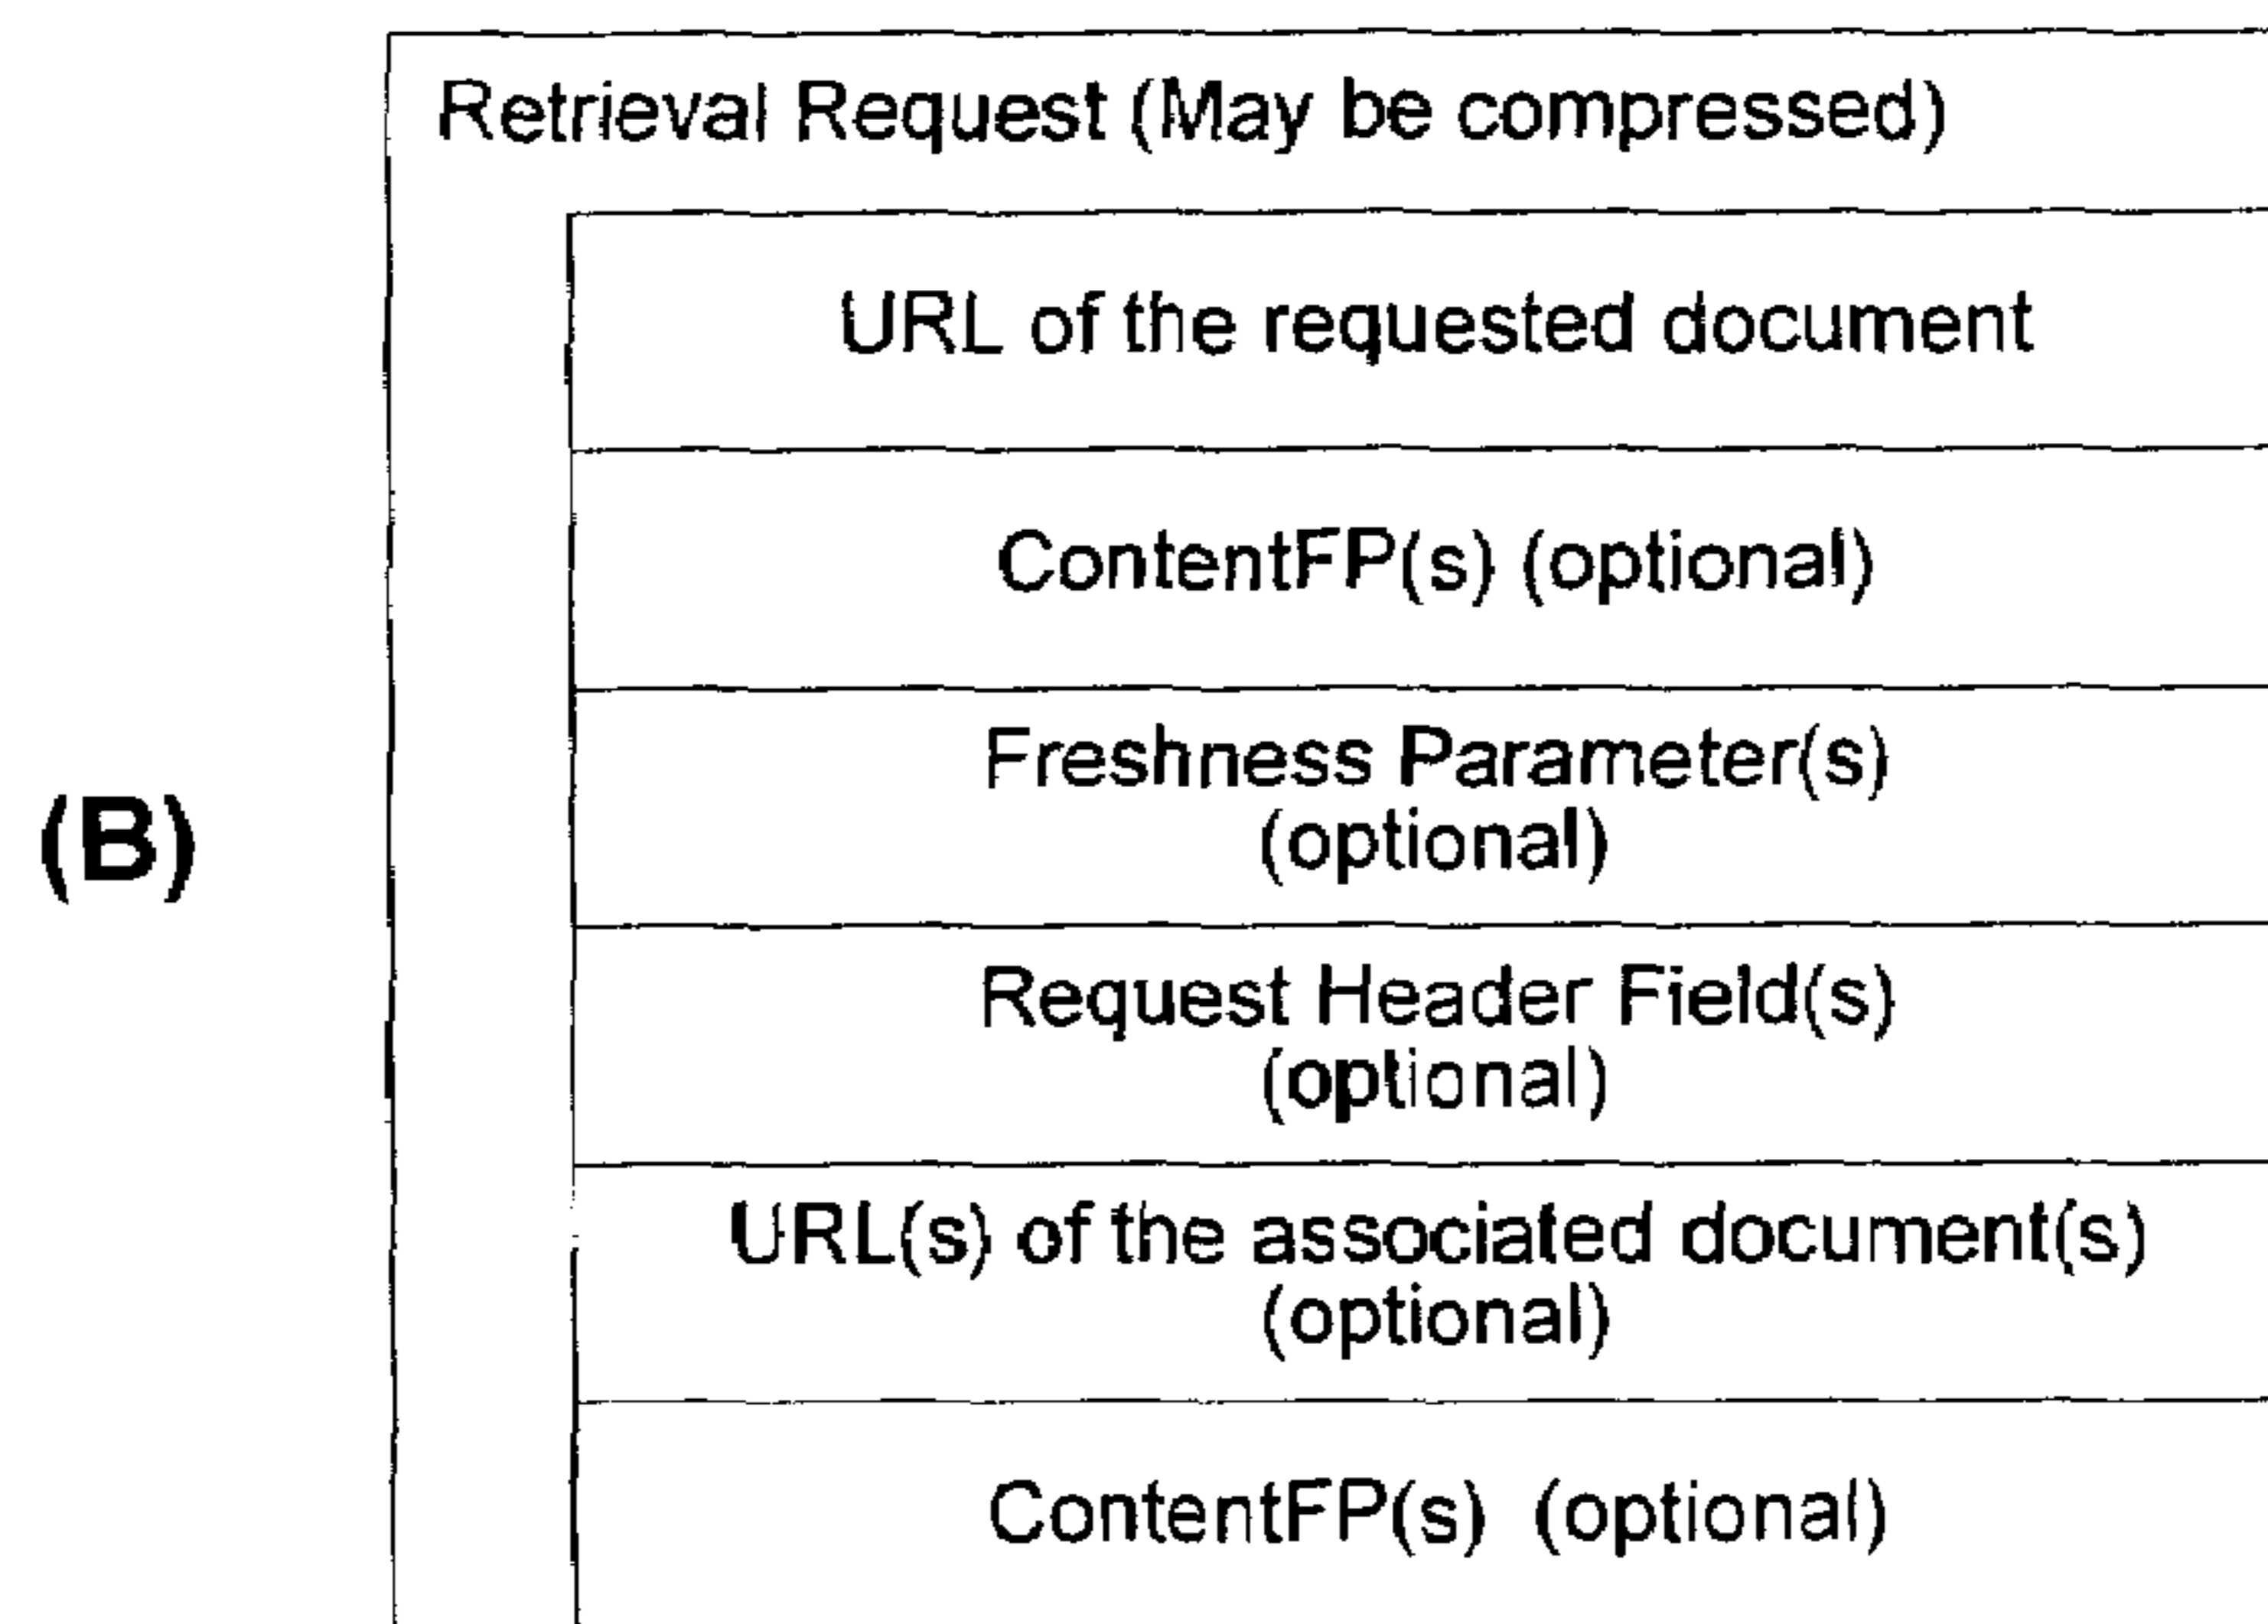 Retrieval Request (May be compressed)
URL of the requested document
ContentFP(s) (optional)
Freshness Parameter(s)
(optional)
(B)
Request Header Field(s)
(optional)
URL(s) of the associated document(s)
(optional)
ContentFP(s) (optional)